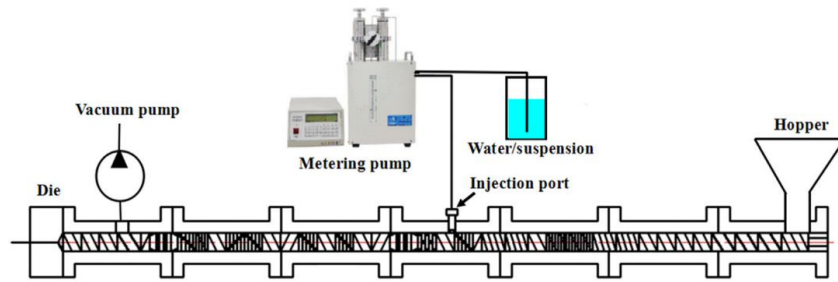 Vacuum pump
Hopper
Water/suspension
Metering pump
Injection port
Die